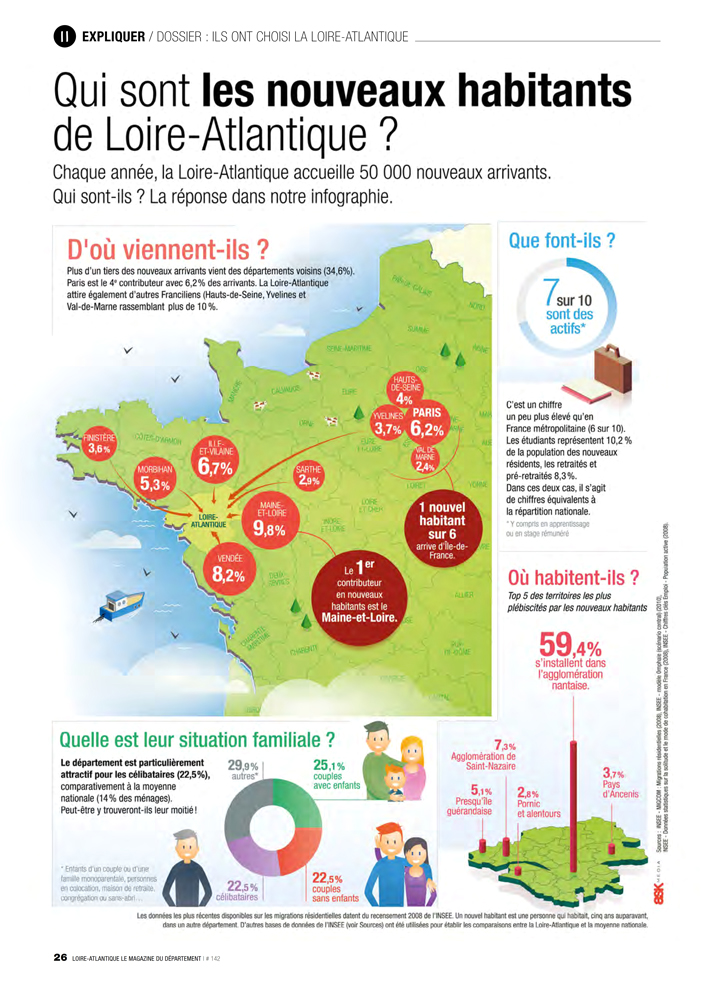 II EXPLIQUER / DOSSIER : ILS ONT CHOISI LA LOIRE-ATLANTIQUE
Qui sont les nouveaux habitants
de Loire-Atlantique ?
Chaque année, la Loire-Atlantique accueille 50 000 nouveaux arrivants.
Qui sont-ils ? La réponse dans notre infographie.
D'où viennent-ils ?
Plus d'un tiers des nouveaux arrivants vient des départements voisins (34,6%).
Paris est le 4e contributeur avec 6,2% des arrivants. La Loire-Atlantique
attire également d'autres Franciliens (Hauts-de-Seine, Yvelines et
Val-de-Marne rassemblant plus de 10%.
NORD
SOMME
AISNE
SEINE-MARITIME
OISE
MANCHE
CALVADOS
EURE
ORNE
HAUTS-
DE-SEINE
4%
YVELINES
3,7%
PARIS
6,2%
VAL DE
MARNE
2,4%
EURE
ET-LOIR
FINISTÈRE
3,6%
CÔTES-D'ARMOR
ILLE-
ET-VILAINE
6,7%
MORBIHAN
5,3%
SARTHE
2,9%
LOIRET
YONNE
LOIR
ET CHER
INDRE
ET-LOIRE
LOIRE-
ATLANTIQUE
MAINE-
ET-LOIRE
9,8%
VENDÉE
8,2%
DEUX-
SÈVRES
1 nouvel
habitant
sur 6
arrive d'Île-de-
France.
Le 1er
contributeur
en nouveaux
habitants est le
Maine-et-Loire.
ALLIER
CHARENTE-
MARITIME
CHARENTE
PUY-
DE-DÔME
Que font-ils ?
7 sur 10
sont des
actifs*
C'est un chiffre
un peu plus élevé qu'en
France métropolitaine (6 sur 10).
Les étudiants représentent 10,2 %
de la population des nouveaux
résidents, les retraités et
pré-retraités 8,3%.
Dans ces deux cas, il s'agit
de chiffres équivalents à
la répartition nationale.
* Y compris en apprentissage
ou en stage rémunéré
Où habitent-ils ?
Top 5 des territoires les plus
plébiscités par les nouveaux habitants
59,4%
s'installent dans
l'agglomération
nantaise.
7,3%
Agglomération de
Saint-Nazaire
5,1%
Presqu'île
guérandaise
2,8%
Pornic
et alentours
3,7%
Pays
d'Ancenis
Quelle est leur situation familiale ?
Le département est particulièrement
attractif pour les célibataires (22,5%),
comparativement à la moyenne
nationale (14% des ménages).
Peut-être y trouveront-ils leur moitié !
29,9%
autres*
25,1%
couples
avec enfants
22,5%
célibataires
22,5%
couples
sans enfants
* Enfants d'un couple ou d'une
famille monoparentale, personnes
en colocation, maison de retraite,
congrégation ou sans-abri…
Sources : INSEE - MIGCOM : Migrations résidentielles (2008), INSEE - modèle Omphale (scénario central) (2010),
INSEE - Données statistiques sur la solitude et le mode de cohabitation en France (2008), INSEE - Chiffres clés Emploi - Population active (2008).
MEDIA
Les données les plus récentes disponibles sur les migrations résidentielles datent du recensement 2008 de l'INSEE. Un nouvel habitant est une personne qui habitait, cinq ans auparavant,
dans un autre département. D'autres bases de données de l'INSEE (voir Sources) ont été utilisées pour établir les comparaisons entre la Loire-Atlantique et la moyenne nationale.
26 LOIRE-ATLANTIQUE LE MAGAZINE DU DÉPARTEMENT | # 142